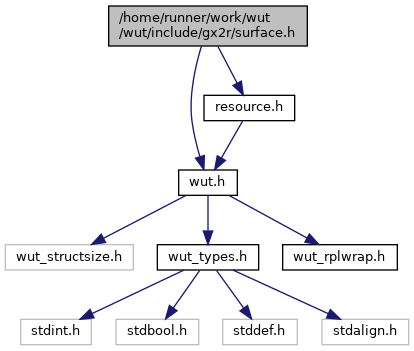 /home/runner/work/wut
/wut/include/gx2r/surface.h
resource.h
wut.h
wut_structsize.h
wut_types.h
wut_rplwrap.h
stdint.h
stdbool.h
stddef.h
stdalign.h